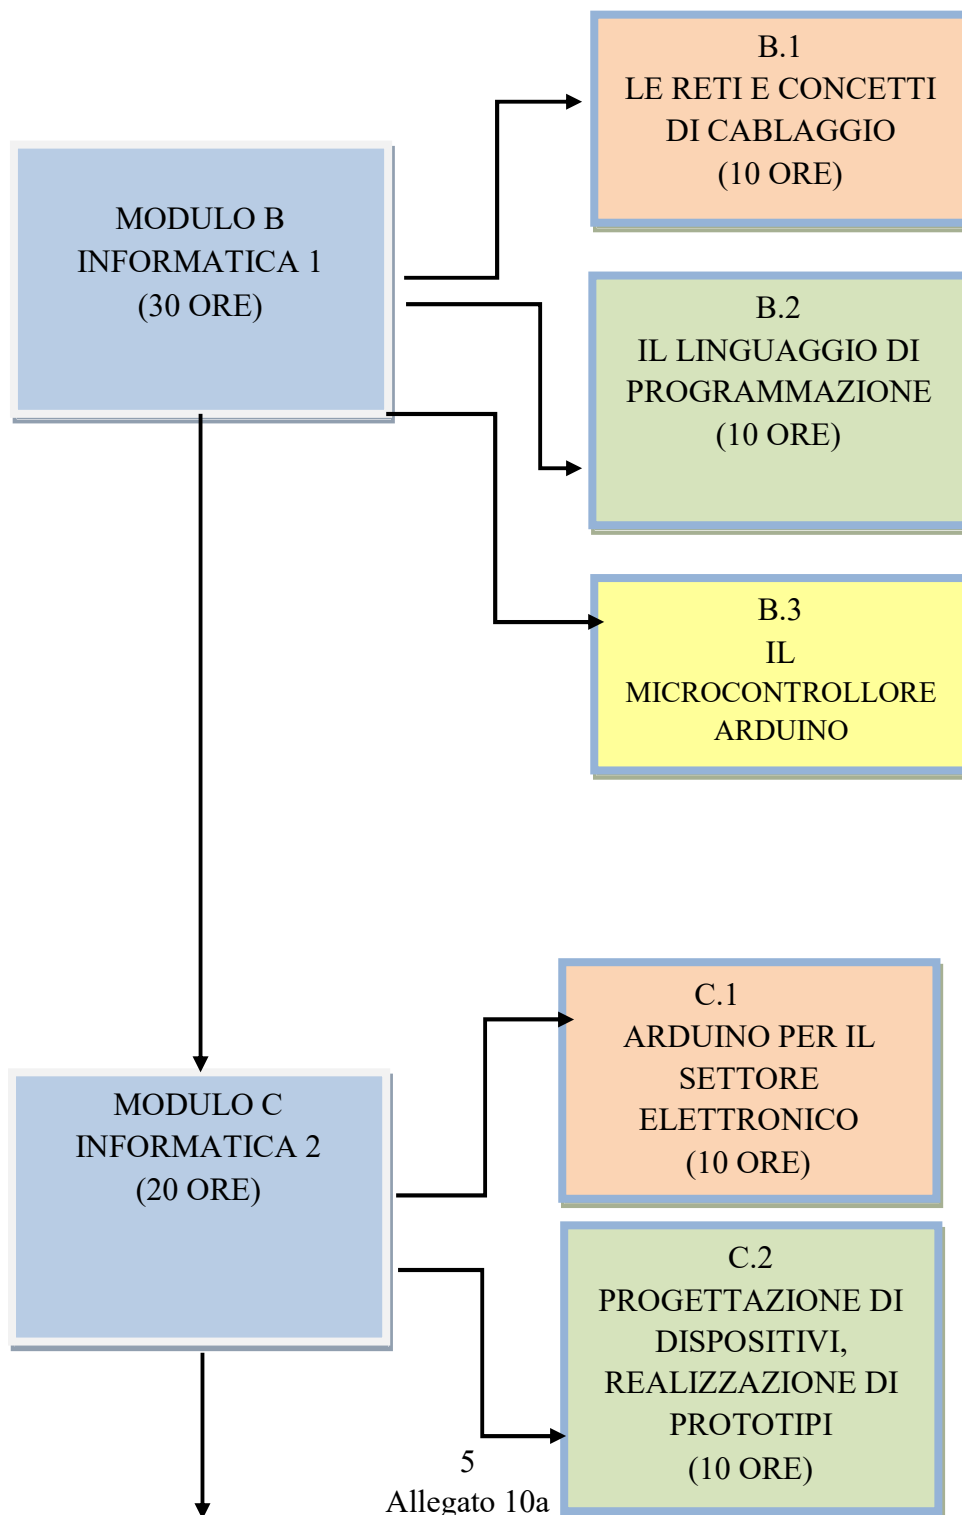 B.1
LE RETI E CONCETTI
DI CABLAGGIO
(10 ORE)
MODULO B
INFORMATICA 1
(30 ORE)
B.2
IL LINGUAGGIO DI
PROGRAMMAZIONE
(10 ORE)
B.3
IL
MICROCONTROLLORE
ARDUINO
C.1
ARDUINO PER IL
SETTORE
ELETTRONICO
(10 ORE)
MODULO C
INFORMATICA 2
(20 ORE)
C.2
PROGETTAZIONE DI
DISPOSITIVI,
REALIZZAZIONE DI
PROTOTIPI
(10 ORE)
5
Allegato 10a